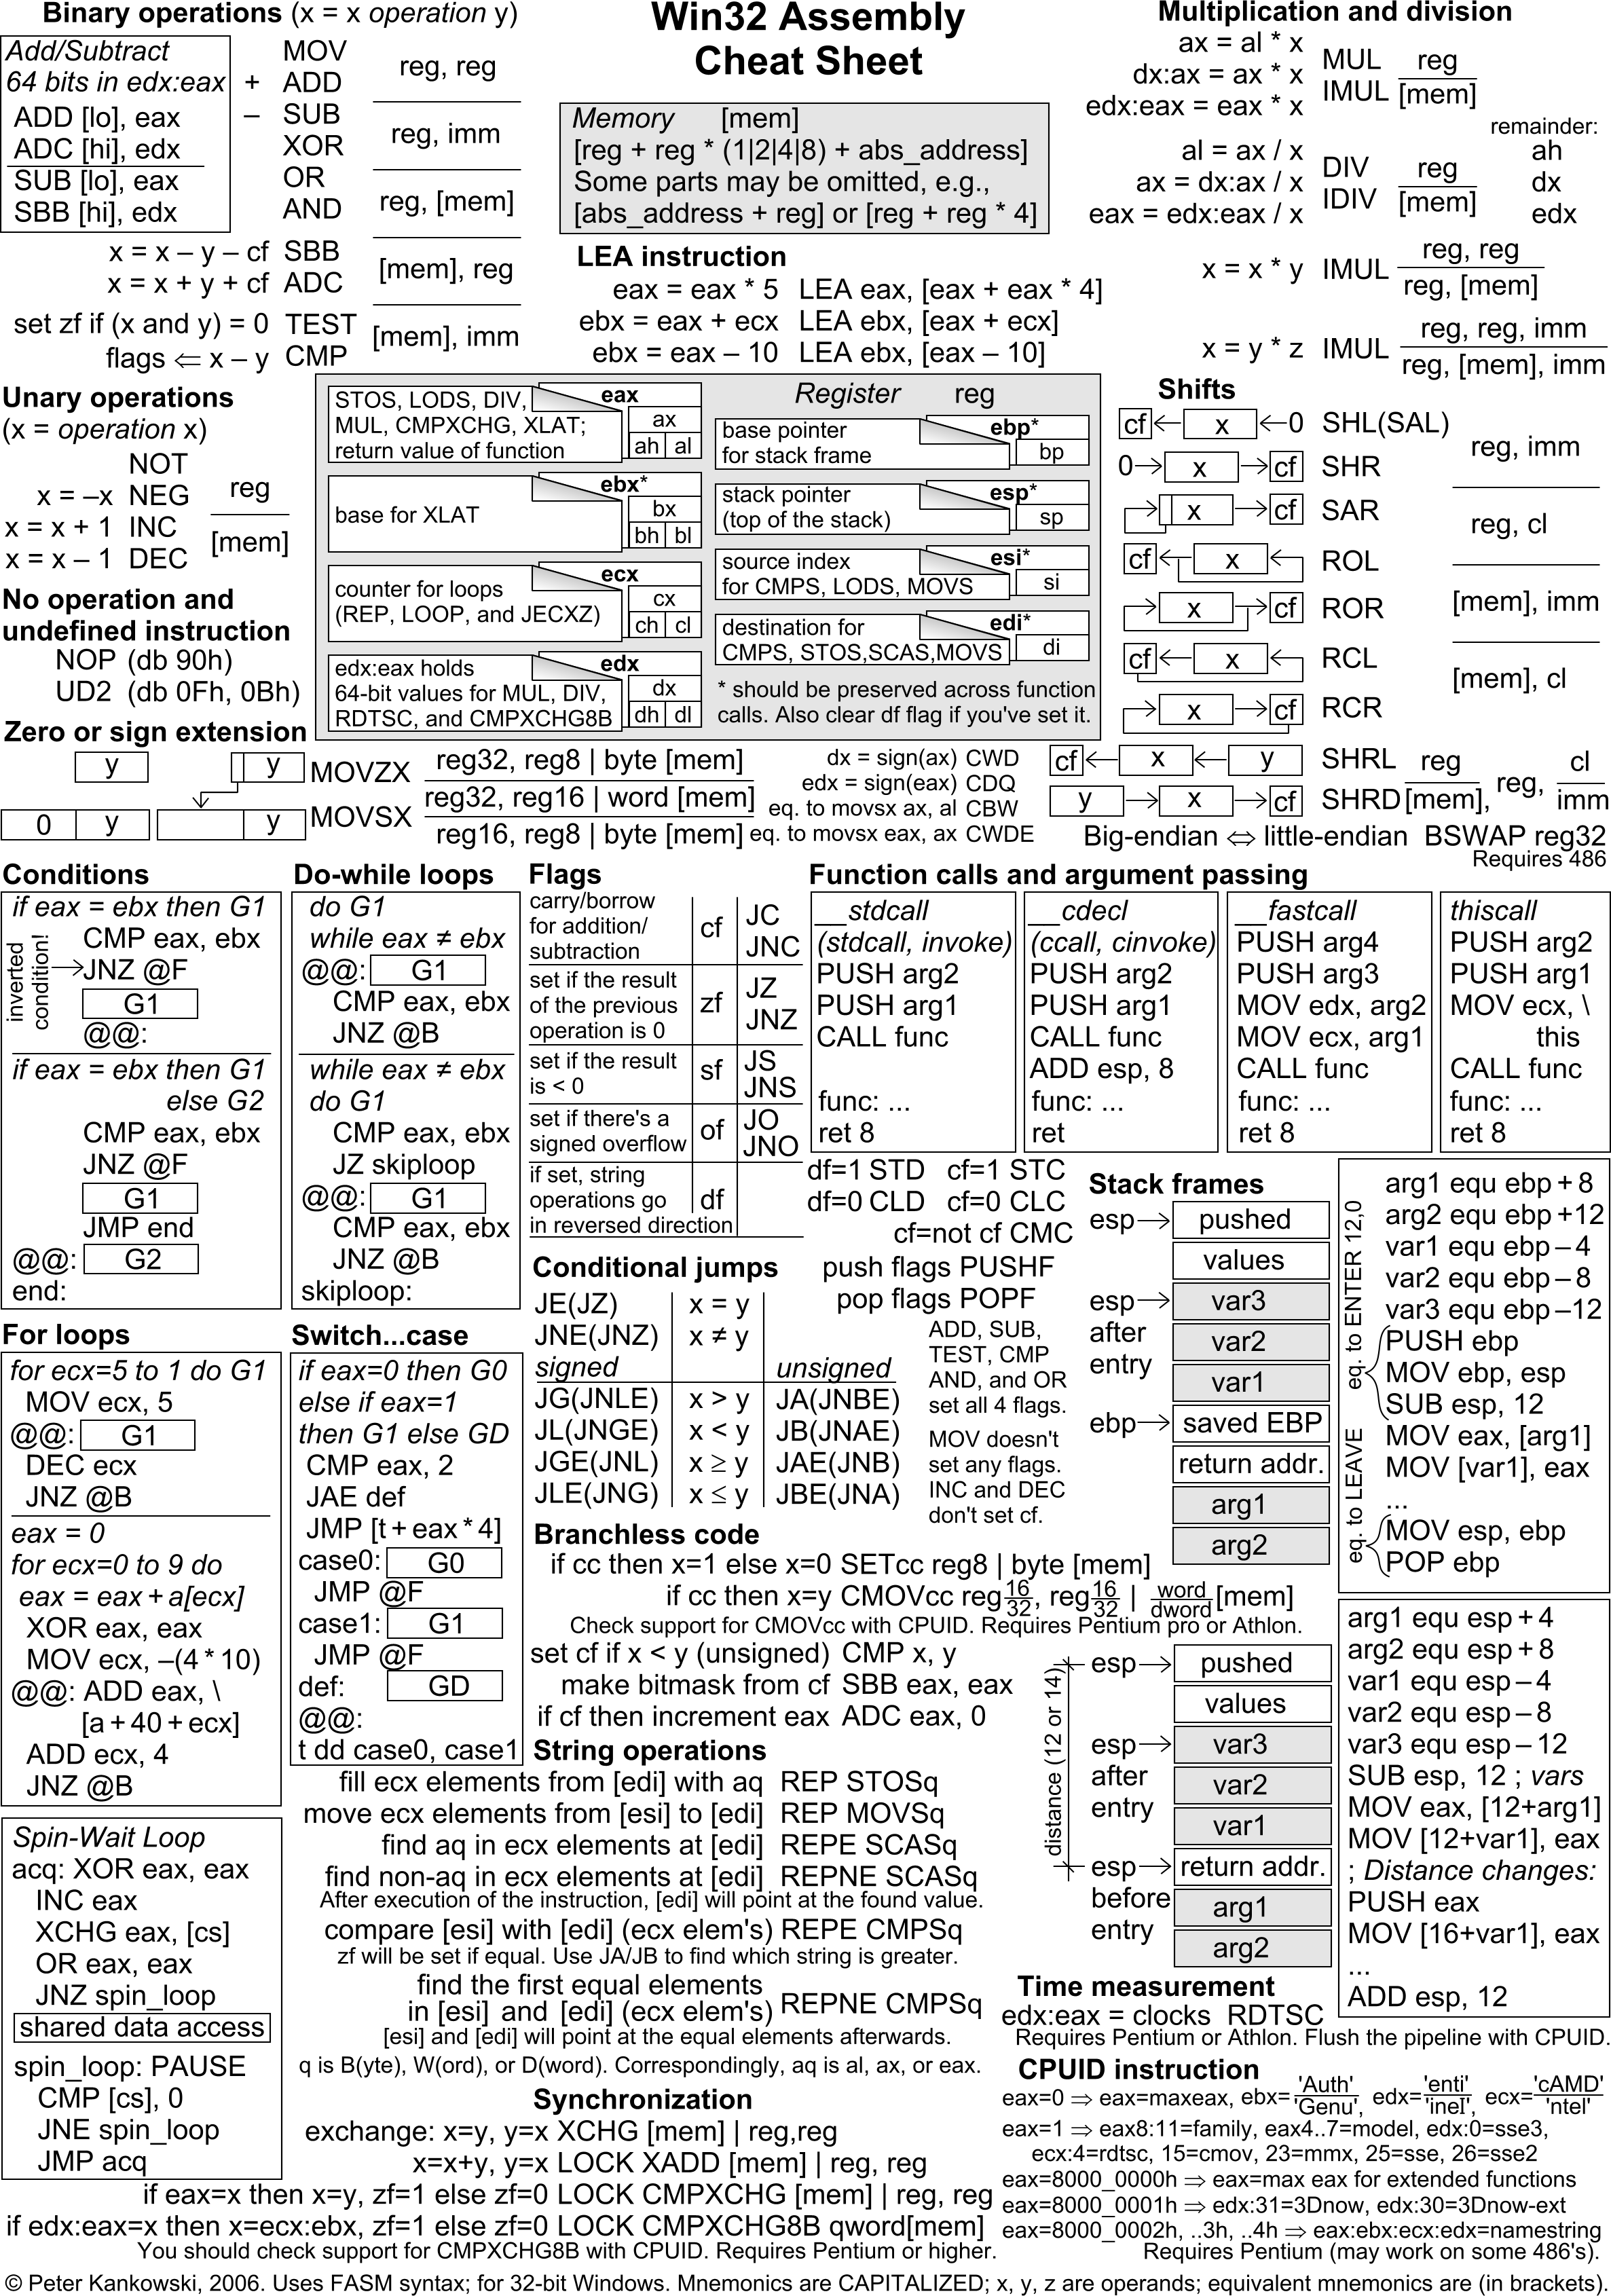 Binary operations (x = x operation y)
Add/Subtract
64 bits in edx:eax
ADD [lo], eax
ADC [hi], edx
SUB [lo], eax
SBB [hi], edx
MOV
+ ADD
– SUB
XOR
OR
AND
x = x – y – cf SBB
x = x + y + cf ADC
set zf if (x and y) = 0 TEST
flags ⇐ x – y CMP
reg, reg
reg, imm
reg, [mem]
[mem], reg
[mem], imm
Win32 Assembly
Cheat Sheet
Memory [mem]
[reg + reg * (1|2|4|8) + abs_address]
Some parts may be omitted, e.g.,
[abs_address + reg] or [reg + reg * 4]
LEA instruction
eax = eax * 5 LEA eax, [eax + eax * 4]
ebx = eax + ecx LEA ebx, [eax + ecx]
ebx = eax – 10 LEA ebx, [eax – 10]
Multiplication and division
ax = al * x
dx:ax = ax * x
edx:eax = eax * x
MUL
IMUL
reg
[mem]
remainder:
al = ax / x
ax = dx:ax / x
eax = edx:eax / x
DIV
IDIV
reg
[mem]
ah
dx
edx
x = x * y IMUL
reg, reg
reg, [mem]
x = y * z IMUL
reg, reg, imm
reg, [mem], imm
Unary operations
(x = operation x)
NOT
x = –x NEG
x = x + 1 INC
x = x – 1 DEC
reg
[mem]
No operation and
undefined instruction
NOP (db 90h)
UD2 (db 0Fh, 0Bh)
STOS, LODS, DIV,
MUL, CMPXCHG, XLAT;
return value of function
eax
ax
ah al
base for XLAT
ebx*
bx
bh bl
counter for loops
(REP, LOOP, and JECXZ)
ecx
cx
ch cl
edx:eax holds
64-bit values for MUL, DIV,
RDTSC, and CMPXCHG8B
edx
dx
dh dl
Register reg
base pointer
for stack frame
ebp*
bp
stack pointer
(top of the stack)
esp*
sp
source index
for CMPS, LODS, MOVS
esi*
si
destination for
CMPS, STOS,SCAS,MOVS
edi*
di
* should be preserved across function
calls. Also clear df flag if you've set it.
Shifts
cf x 0 SHL(SAL)
0 x cf SHR
x cf SAR
cf x ROL
x cf ROR
cf x RCL
x cf RCR
reg, imm
reg, cl
[mem], imm
[mem], cl
cf x y SHRL
y x cf SHRD
reg
[mem], reg, cl
imm
Big-endian ⇔ little-endian BSWAP reg32
Requires 486
Zero or sign extension
y y MOVZX
0 y y MOVSX
reg32, reg8 | byte [mem]
reg32, reg16 | word [mem]
reg16, reg8 | byte [mem]
dx = sign(ax) CWD
edx = sign(eax) CDQ
eq. to movsx ax, al CBW
eq. to movsx eax, ax CWDE
Conditions
if eax = ebx then G1
CMP eax, ebx
inverted condition!
JNZ @F
G1
@@:
if eax = ebx then G1
else G2
CMP eax, ebx
JNZ @F
G1
JMP end
@@: G2
end:
Do-while loops
do G1
while eax ≠ ebx
@@: G1
CMP eax, ebx
JNZ @B
while eax ≠ ebx
do G1
CMP eax, ebx
JZ skiploop
@@: G1
CMP eax, ebx
JNZ @B
skiploop:
Flags
carry/borrow
for addition/
subtraction
cf
JC
JNC
set if the result
of the previous
operation is 0
zf
JZ
JNZ
set if the result
is < 0
sf
JS
JNS
set if there's a
signed overflow
of
JO
JNO
if set, string
operations go
in reversed direction
df
Function calls and argument passing
__stdcall
(stdcall, invoke)
PUSH arg2
PUSH arg1
CALL func
func: ...
ret 8
__cdecl
(ccall, cinvoke)
PUSH arg2
PUSH arg1
CALL func
ADD esp, 8
func: ...
ret
__fastcall
PUSH arg4
PUSH arg3
MOV edx, arg2
MOV ecx, arg1
CALL func
func: ...
ret 8
thiscall
PUSH arg2
PUSH arg1
MOV ecx, \
this
CALL func
func: ...
ret 8
df=1 STD cf=1 STC
df=0 CLD cf=0 CLC
cf=not cf CMC
push flags PUSHF
pop flags POPF
ADD, SUB,
TEST, CMP
AND, and OR
set all 4 flags.
MOV doesn't
set any flags.
INC and DEC
don't set cf.
Conditional jumps
JE(JZ) x = y
JNE(JNZ) x ≠ y
signed unsigned
JG(JNLE) x > y JA(JNBE)
JL(JNGE) x < y JB(JNAE)
JGE(JNL) x ≥ y JAE(JNB)
JLE(JNG) x ≤ y JBE(JNA)
Stack frames
esp pushed
values
esp var3
after var2
entry var1
ebp saved EBP
return addr.
arg1
arg2
arg1 equ ebp + 8
arg2 equ ebp +12
var1 equ ebp – 4
var2 equ ebp – 8
var3 equ ebp –12
eq. to ENTER 12,0
PUSH ebp
MOV ebp, esp
SUB esp, 12
MOV eax, [arg1]
MOV [var1], eax
...
eq. to LEAVE
MOV esp, ebp
POP ebp
For loops
for ecx=5 to 1 do G1
MOV ecx, 5
@@: G1
DEC ecx
JNZ @B
eax = 0
for ecx=0 to 9 do
eax = eax + a[ecx]
XOR eax, eax
MOV ecx, –(4 * 10)
@@: ADD eax, \
[a + 40 + ecx]
ADD ecx, 4
JNZ @B
Switch...case
if eax=0 then G0
else if eax=1
then G1 else GD
CMP eax, 2
JAE def
JMP [t + eax * 4]
case0: G0
JMP @F
case1: G1
JMP @F
def: GD
@@:
t dd case0, case1
Branchless code
if cc then x=1 else x=0 SETcc reg8 | byte [mem]
if cc then x=y CMOVcc reg16/32, reg16/32 | word/dword [mem]
Check support for CMOVcc with CPUID. Requires Pentium pro or Athlon.
set cf if x < y (unsigned) CMP x, y
make bitmask from cf SBB eax, eax
if cf then increment eax ADC eax, 0
distance (12 or 14)
esp pushed
values
esp var3
after var2
entry var1
esp return addr.
before arg1
entry arg2
arg1 equ esp + 4
arg2 equ esp + 8
var1 equ esp – 4
var2 equ esp – 8
var3 equ esp – 12
SUB esp, 12 ; vars
MOV eax, [12+arg1]
MOV [12+var1], eax
; Distance changes:
PUSH eax
MOV [16+var1], eax
...
ADD esp, 12
Spin-Wait Loop
acq: XOR eax, eax
INC eax
XCHG eax, [cs]
OR eax, eax
JNZ spin_loop
shared data access
spin_loop: PAUSE
CMP [cs], 0
JNE spin_loop
JMP acq
String operations
fill ecx elements from [edi] with aq REP STOSq
move ecx elements from [esi] to [edi] REP MOVSq
find aq in ecx elements at [edi] REPE SCASq
find non-aq in ecx elements at [edi] REPNE SCASq
After execution of the instruction, [edi] will point at the found value.
compare [esi] with [edi] (ecx elem's) REPE CMPSq
zf will be set if equal. Use JA/JB to find which string is greater.
find the first equal elements
in [esi] and [edi] (ecx elem's) REPNE CMPSq
[esi] and [edi] will point at the equal elements afterwards.
q is B(yte), W(ord), or D(word). Correspondingly, aq is al, ax, or eax.
Synchronization
exchange: x=y, y=x XCHG [mem] | reg,reg
x=x+y, y=x LOCK XADD [mem] | reg, reg
if eax=x then x=y, zf=1 else zf=0 LOCK CMPXCHG [mem] | reg, reg
if edx:eax=x then x=ecx:ebx, zf=1 else zf=0 LOCK CMPXCHG8B qword[mem]
You should check support for CMPXCHG8B with CPUID. Requires Pentium or higher.
Time measurement
edx:eax = clocks RDTSC
Requires Pentium or Athlon. Flush the pipeline with CPUID.
CPUID instruction
eax=0 ⇒ eax=maxeax, ebx='Auth'/'Genu', edx='enti'/'ineI', ecx='cAMD'/'ntel'
eax=1 ⇒ eax8:11=family, eax4..7=model, edx:0=sse3,
ecx:4=rdtsc, 15=cmov, 23=mmx, 25=sse, 26=sse2
eax=8000_0000h ⇒ eax=max eax for extended functions
eax=8000_0001h ⇒ edx:31=3Dnow, edx:30=3Dnow-ext
eax=8000_0002h, ..3h, ..4h ⇒ eax:ebx:ecx:edx=namestring
Requires Pentium (may work on some 486's).
© Peter Kankowski, 2006. Uses FASM syntax; for 32-bit Windows. Mnemonics are CAPITALIZED; x, y, z are operands; equivalent mnemonics are (in brackets).